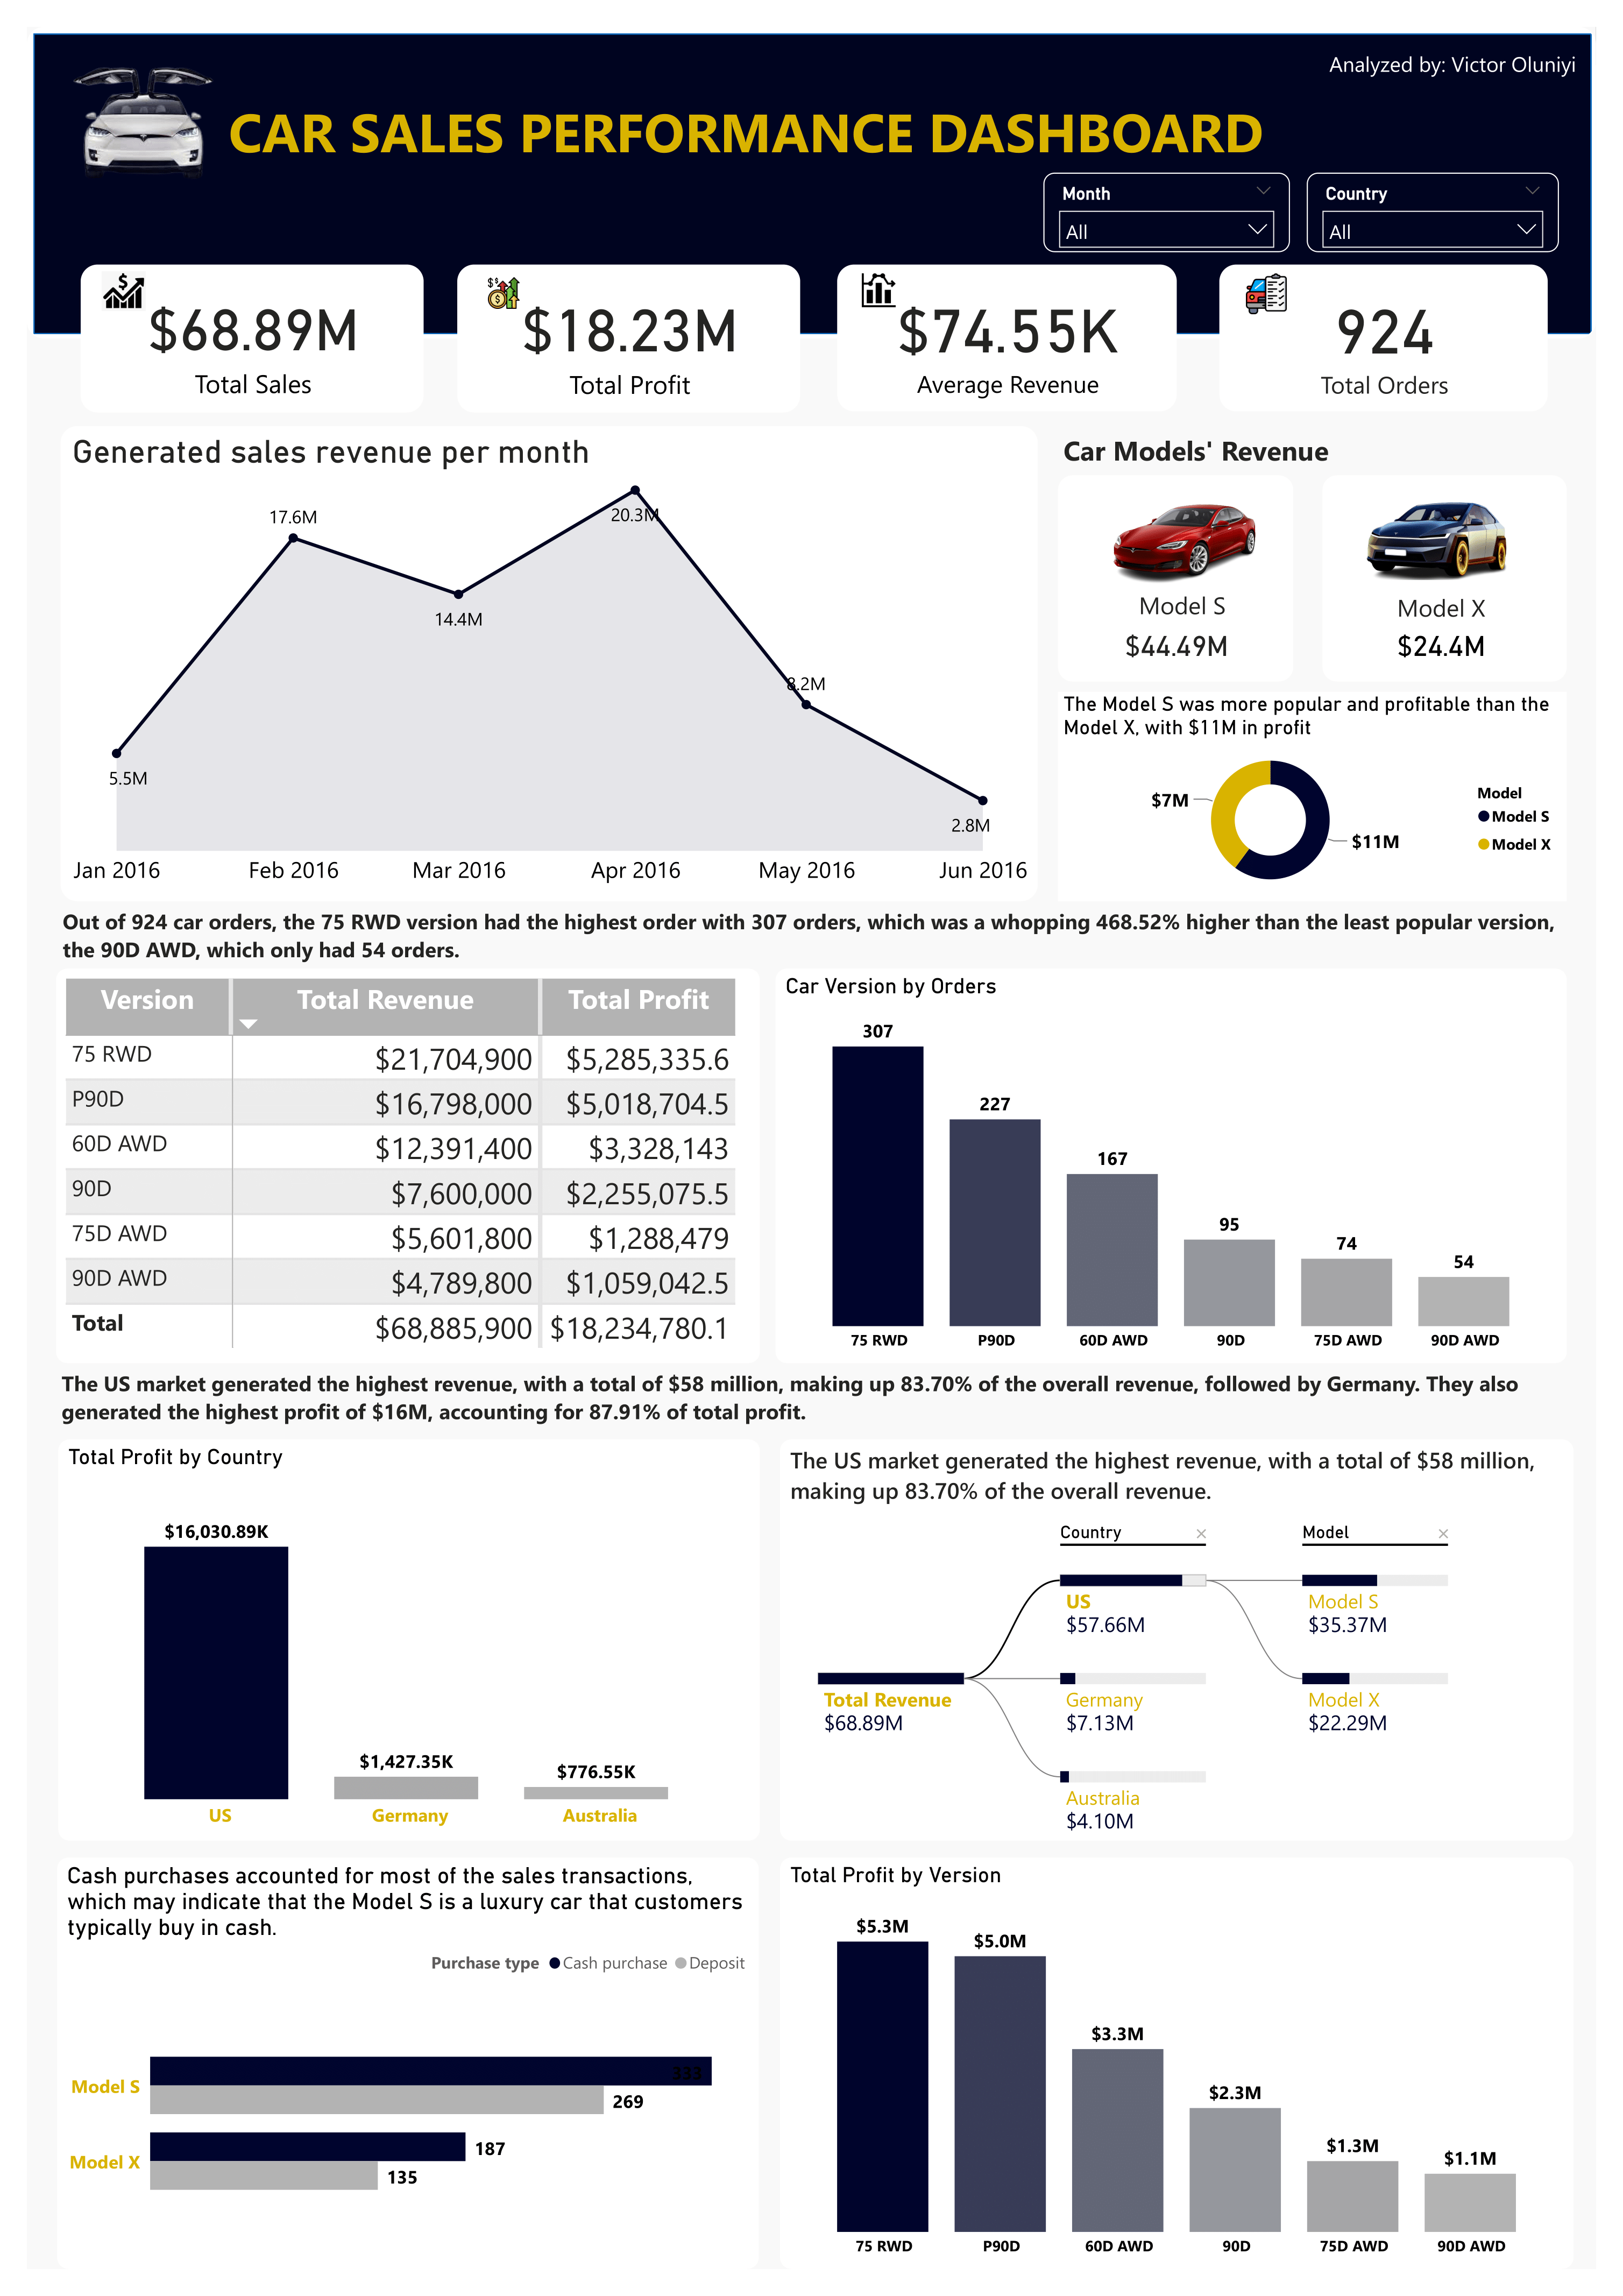 Analyzed by: Victor Oluniyi
CAR SALES PERFORMANCE DASHBOARD
Month
All
Country
All
$68.89M
Total Sales
$18.23M
Total Profit
$74.55K
Average Revenue
924
Total Orders
Generated sales revenue per month
17.6M
20.3M
14.4M
8.2M
5.5M
2.8M
Jan 2016 Feb 2016 Mar 2016 Apr 2016 May 2016 Jun 2016
Car Models' Revenue
Model S
$44.49M
Model X
$24.4M
The Model S was more popular and profitable than the
Model X, with $11M in profit
$7M
$11M
Model
Model S
Model X
Out of 924 car orders, the 75 RWD version had the highest order with 307 orders, which was a whopping 468.52% higher than the least popular version,
the 90D AWD, which only had 54 orders.
Version Total Revenue Total Profit
75 RWD $21,704,900 $5,285,335.6
P90D $16,798,000 $5,018,704.5
60D AWD $12,391,400 $3,328,143
90D $7,600,000 $2,255,075.5
75D AWD $5,601,800 $1,288,479
90D AWD $4,789,800 $1,059,042.5
Total $68,885,900 $18,234,780.1
Car Version by Orders
307
227
167
95
74
54
75 RWD P90D 60D AWD 90D 75D AWD 90D AWD
The US market generated the highest revenue, with a total of $58 million, making up 83.70% of the overall revenue, followed by Germany. They also
generated the highest profit of $16M, accounting for 87.91% of total profit.
Total Profit by Country
$16,030.89K
$1,427.35K
$776.55K
US Germany Australia
The US market generated the highest revenue, with a total of $58 million,
making up 83.70% of the overall revenue.
Country
Model
US
$57.66M
Model S
$35.37M
Total Revenue
$68.89M
Germany
$7.13M
Model X
$22.29M
Australia
$4.10M
Cash purchases accounted for most of the sales transactions,
which may indicate that the Model S is a luxury car that customers
typically buy in cash.
Purchase type Cash purchase Deposit
333
Model S
269
187
Model X
135
Total Profit by Version
$5.3M
$5.0M
$3.3M
$2.3M
$1.3M
$1.1M
75 RWD P90D 60D AWD 90D 75D AWD 90D AWD